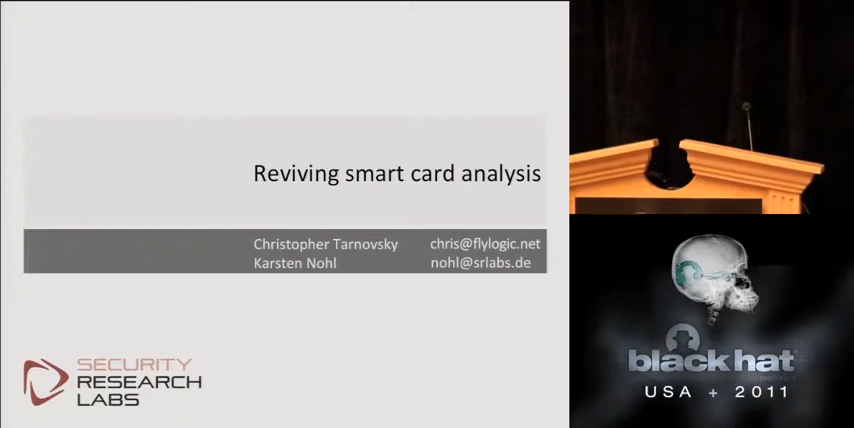 Reviving smart card analysis
Christopher Tarnovsky chris@flylogic.net
Karsten Nohl nohl@srlabs.de
SECURITY
RESEARCH
LABS
black hat
USA + 2011